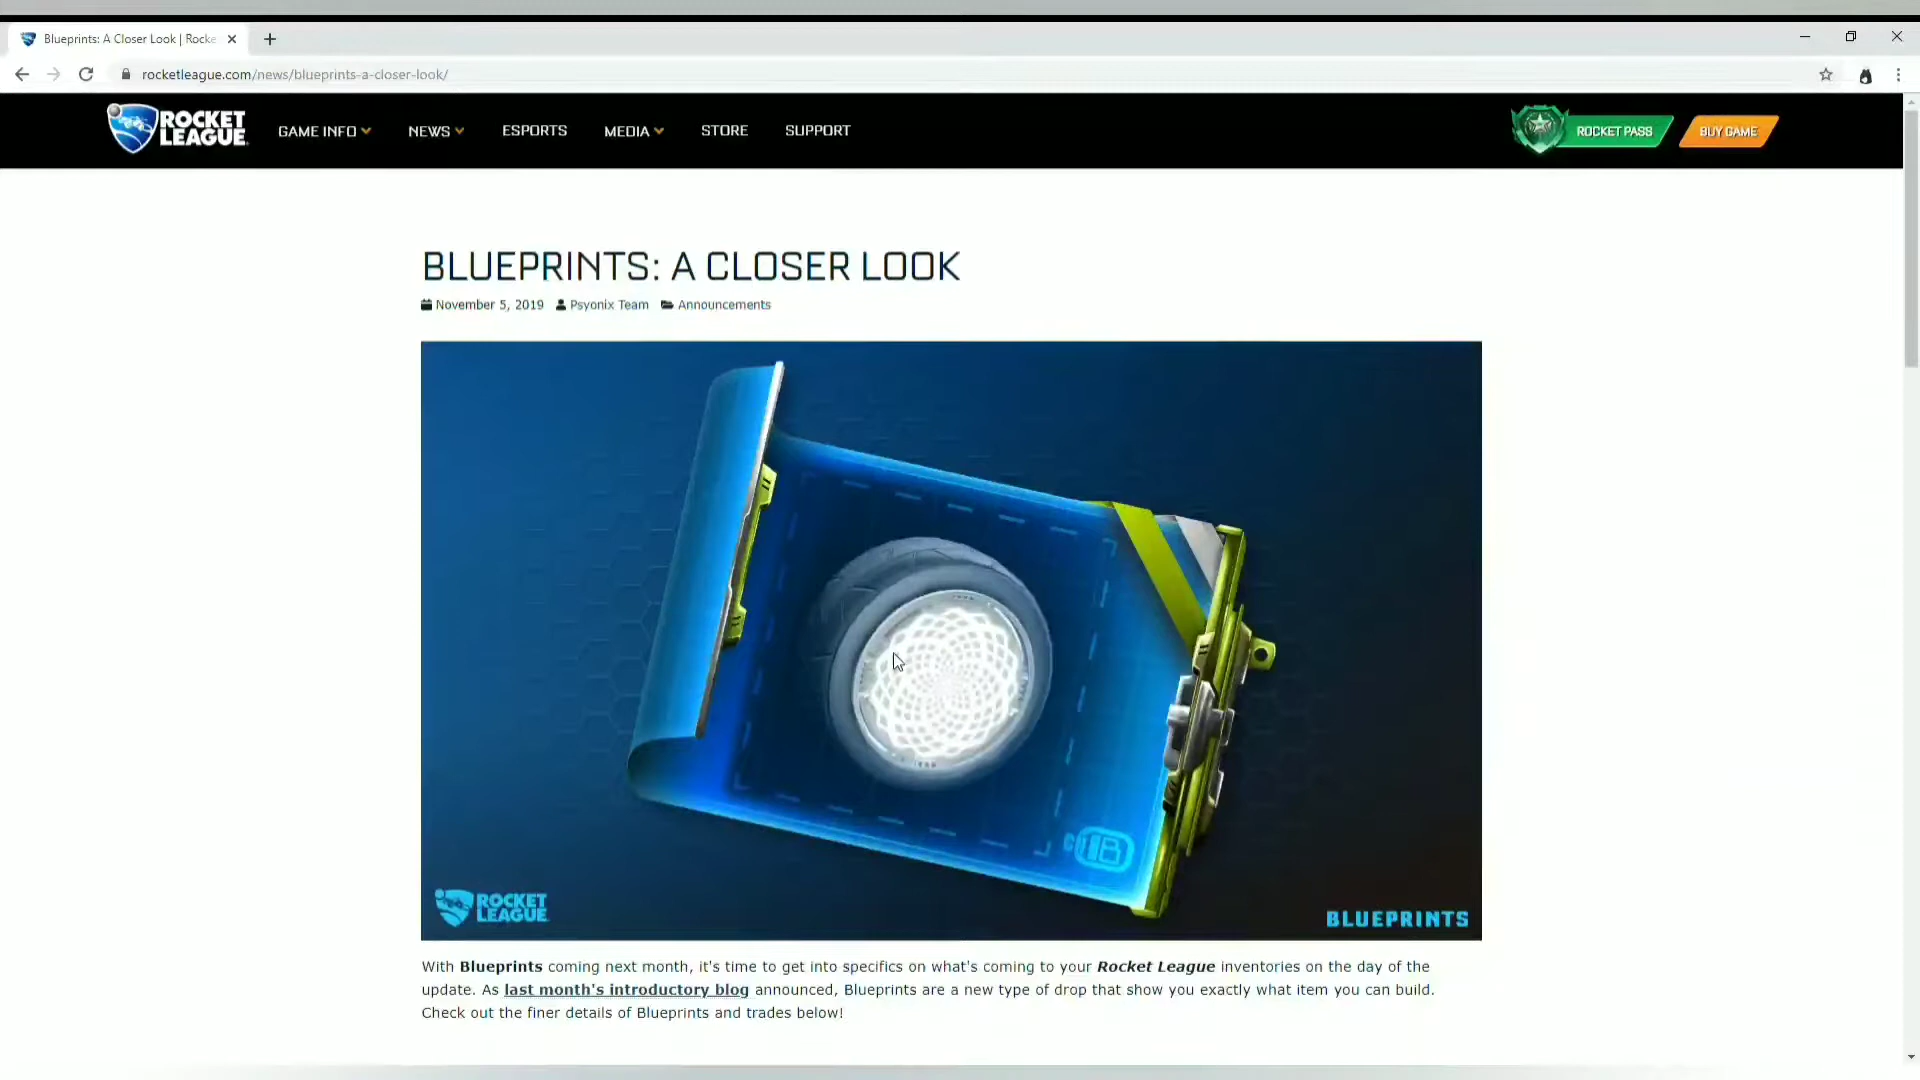 Blueprints: A Closer Look | Rocke
rocketleague.com/news/blueprints-a-closer-look/
ROCKET LEAGUE
GAME INFO NEWS ESPORTS MEDIA STORE SUPPORT
ROCKET PASS BUY GAME
BLUEPRINTS: A CLOSER LOOK
November 5, 2019 Psyonix Team Announcements
ROCKET
LEAGUE
BLUEPRINTS
With Blueprints coming next month, it's time to get into specifics on what's coming to your Rocket League inventories on the day of the
update. As last month's introductory blog announced, Blueprints are a new type of drop that show you exactly what item you can build.
Check out the finer details of Blueprints and trades below!